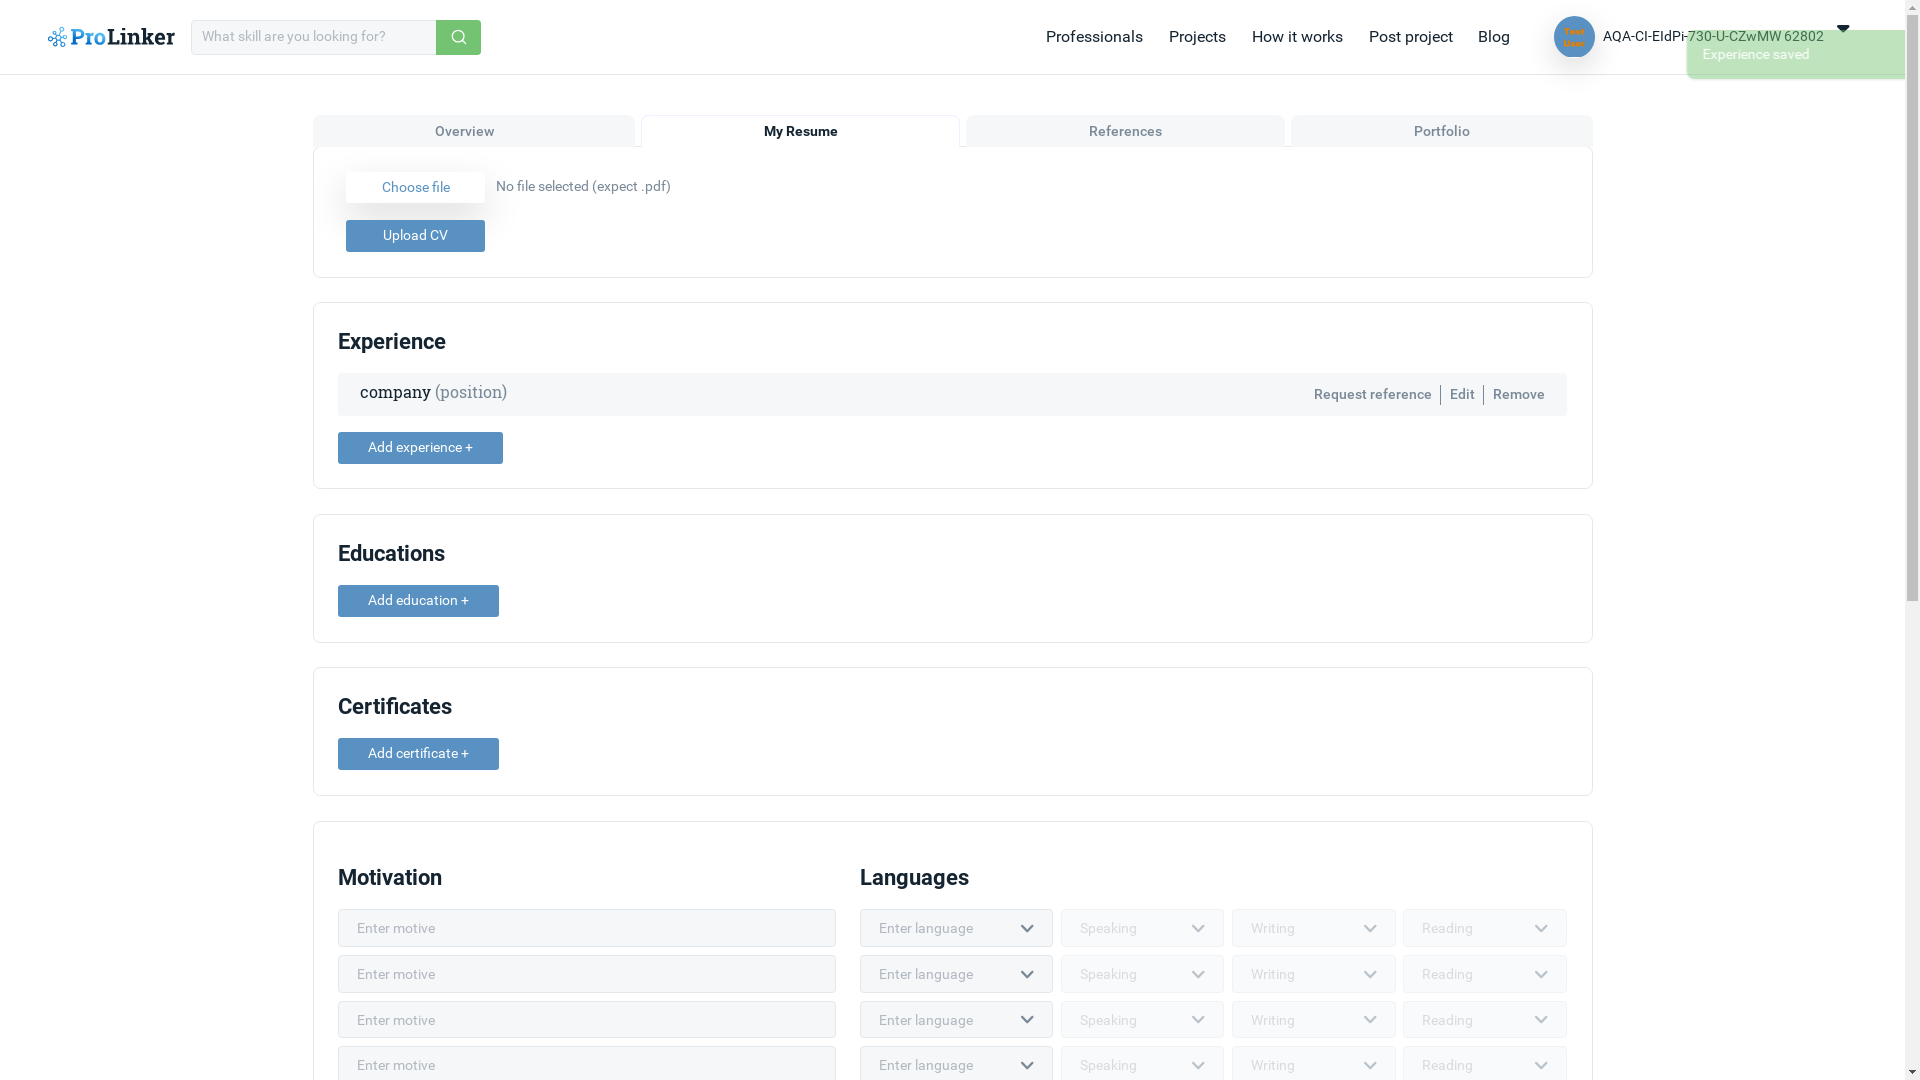 ProLinker
What skill are you looking for?
Professionals
Projects
How it works
Post project
Blog
Test
User
AQA-CI-EIdPi-730-U-CZwMW 62802
Experience saved
Overview
My Resume
References
Portfolio
Choose file
No file selected (expect .pdf)
Upload CV
Experience
company (position)
Request reference
Edit
Remove
Add experience +
Educations
Add education +
Certificates
Add certificate +
Motivation
Languages
Enter motive
Enter language
Speaking
Writing
Reading
Enter motive
Enter language
Speaking
Writing
Reading
Enter motive
Enter language
Speaking
Writing
Reading
Enter motive
Enter language
Speaking
Writing
Reading